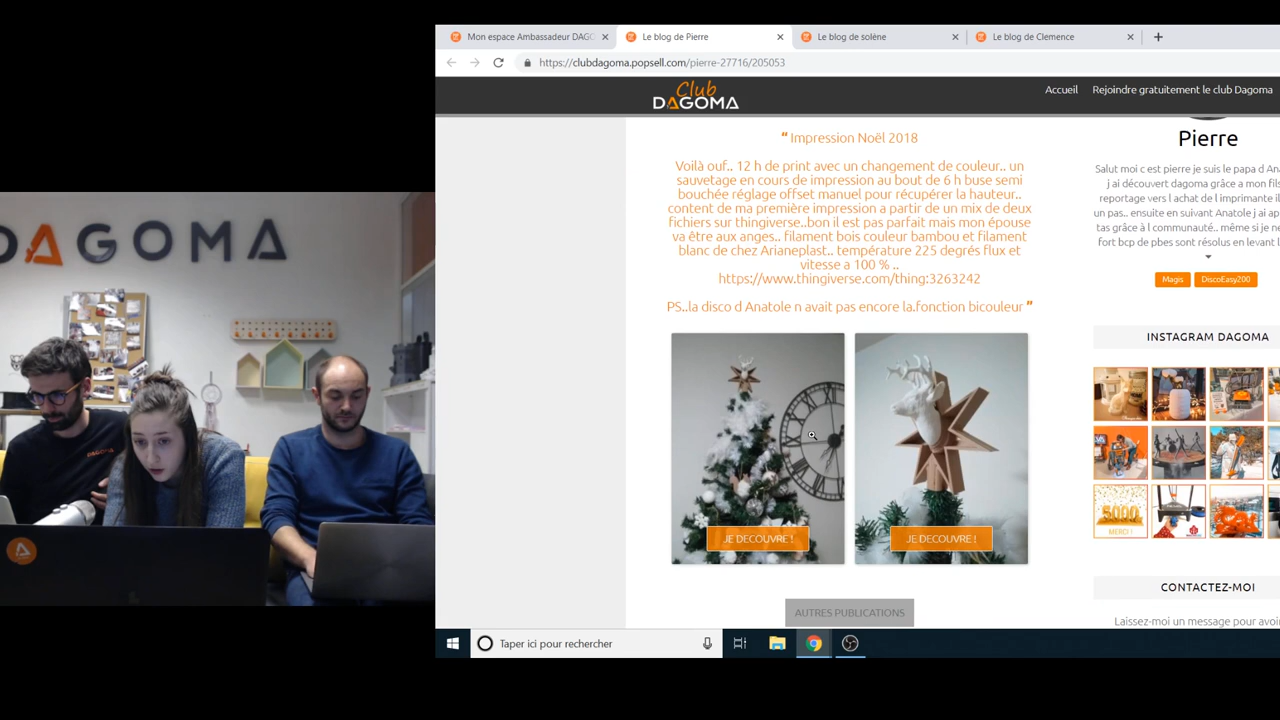 Mon espace Ambassadeur DAGO
Le blog de Pierre
Le blog de solène
Le blog de Clemence
https://clubdagoma.popsell.com/pierre-27716/205053
Club
DAGOMA
Accueil
Rejoindre gratuitement le club Dagoma
“ Impression Noël 2018
Voilà ouf.. 12 h de print avec un changement de couleur.. un
sauvetage en cours de impression au bout de 6 h buse semi
bouchée réglage offset manuel pour récupérer la hauteur..
content de ma première impression a partir de un mix de deux
fichiers sur thingiverse..bon il est pas parfait mais mon épouse
va être aux anges.. filament bois couleur bambou et filament
blanc de chez Arianeplast.. température 225 degrés flux et
vitesse a 100 % ..
https://www.thingiverse.com/thing:3263242
PS..la disco d Anatole n avait pas encore la.fonction bicouleur ”
JE DECOUVRE !
JE DECOUVRE !
AUTRES PUBLICATIONS
Pierre
Salut moi c est pierre je suis le papa d Ana
j ai découvert dagoma grâce a mon fils
reportage vers l achat de l imprimante il
un pas.. ensuite en suivant Anatole j ai ap
tas grâce à l communauté.. même si je ne
fort bcp de pbes sont résolus en levant l
Magis
DiscoEasy200
INSTAGRAM DAGOMA
5000
MERCI !
CONTACTEZ-MOI
Laissez-moi un message pour avoi
DAGOMA
DAGOMA
Taper ici pour rechercher